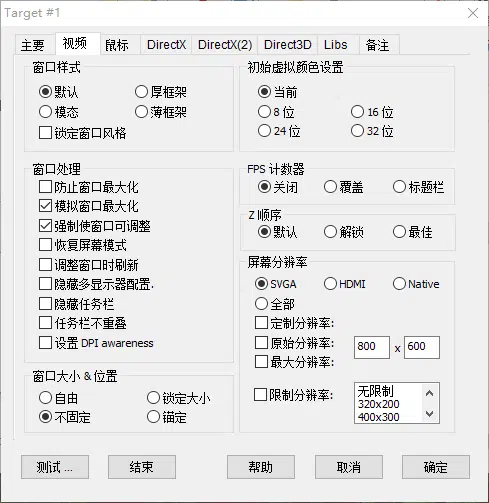 Target #1
主要 视频 鼠标 DirectX DirectX(2) Direct3D Libs 备注
窗口样式
默认 厚框架
模态 薄框架
锁定窗口风格
窗口处理
防止窗口最大化
模拟窗口最大化
强制使窗口可调整
恢复屏幕模式
调整窗口时刷新
隐藏多显示器配置.
隐藏任务栏
任务栏不重叠
设置 DPI awareness
窗口大小 & 位置
自由 锁定大小
不固定 锚定
初始虚拟颜色设置
当前
8 位 16 位
24 位 32 位
FPS 计数器
关闭 覆盖 标题栏
Z 顺序
默认 解锁 最佳
屏幕分辨率
SVGA HDMI Native
全部
定制分辨率:
原始分辨率: 800 x 600
最大分辨率:
限制分辨率: 无限制
320x200
400x300
测试 ... 结束 帮助 取消 确定